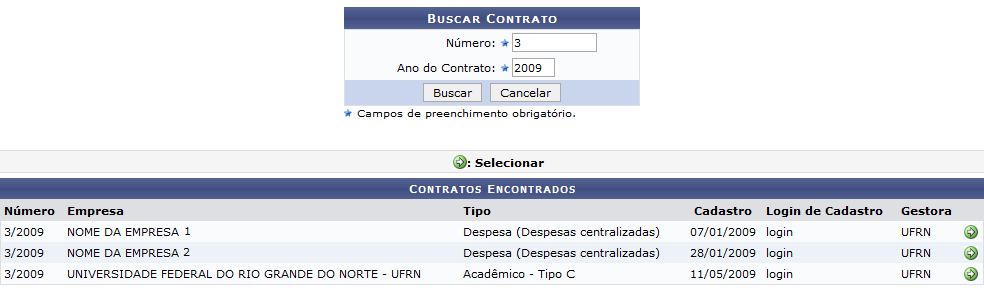 BUSCAR CONTRATO
Número: 3
Ano do Contrato: 2009
Buscar Cancelar
Campos de preenchimento obrigatório.
: Selecionar
CONTRATOS ENCONTRADOS
Número Empresa Tipo Cadastro Login de Cadastro Gestora
3/2009 NOME DA EMPRESA 1 Despesa (Despesas centralizadas) 07/01/2009 login UFRN
3/2009 NOME DA EMPRESA 2 Despesa (Despesas centralizadas) 28/01/2009 login UFRN
3/2009 UNIVERSIDADE FEDERAL DO RIO GRANDE DO NORTE - UFRN Acadêmico - Tipo C 11/05/2009 login UFRN